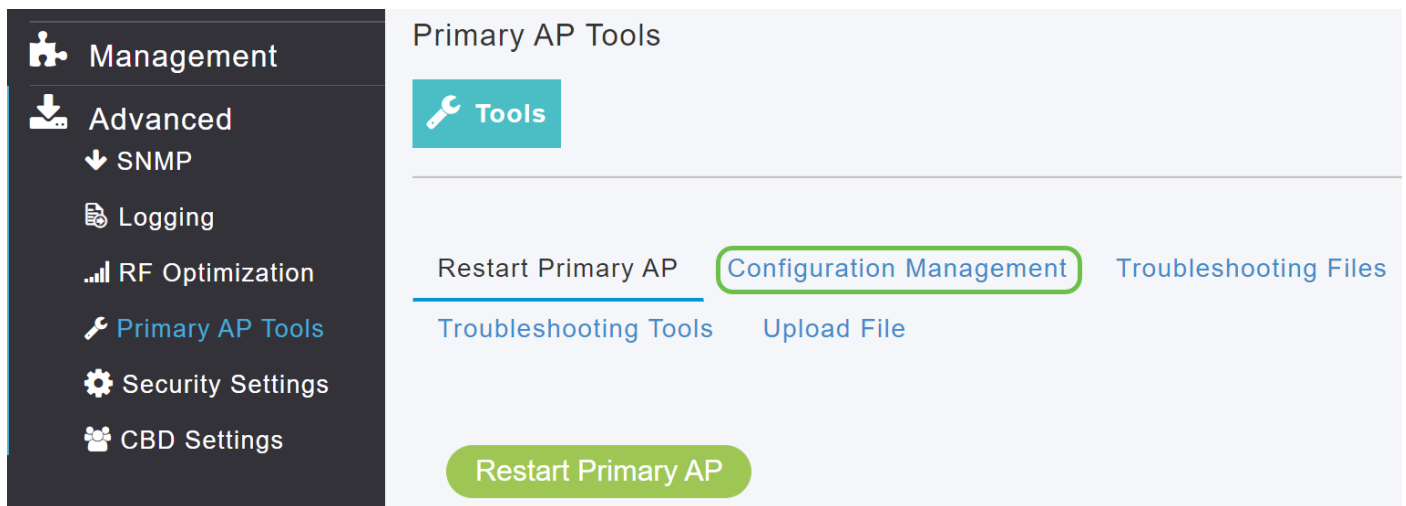 Management
Advanced
SNMP
Logging
RF Optimization
Primary AP Tools
Security Settings
CBD Settings
Primary AP Tools
Tools
Restart Primary AP Configuration Management Troubleshooting Files
Troubleshooting Tools Upload File
Restart Primary AP